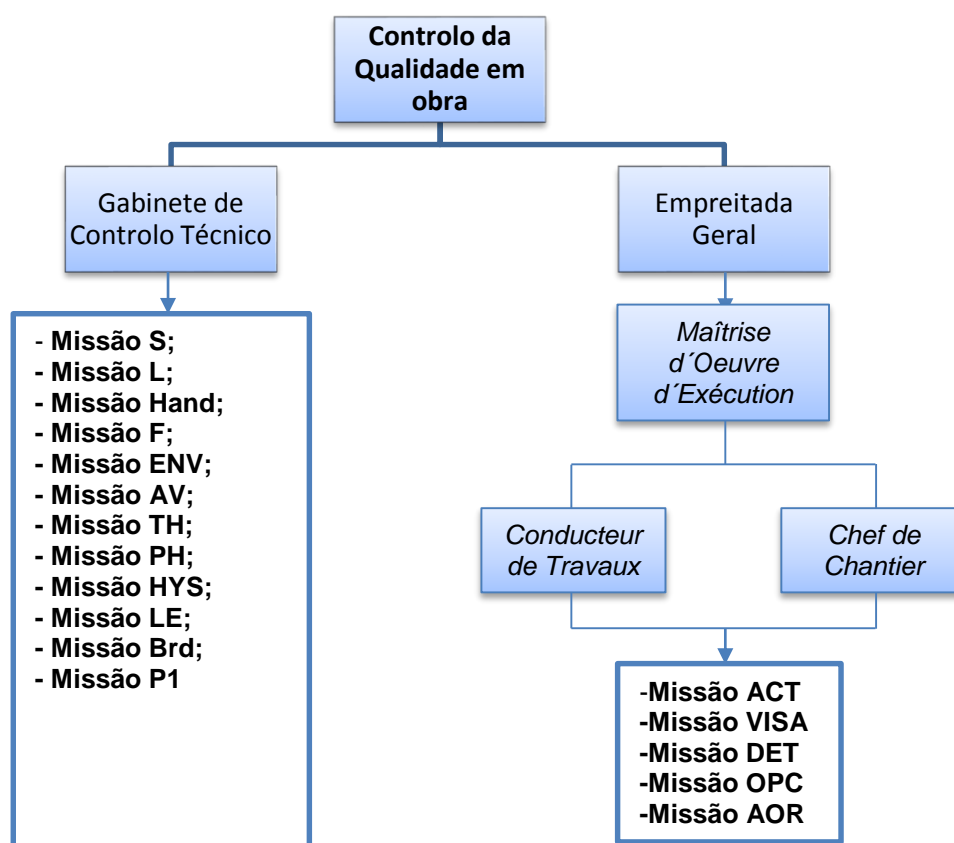 Controlo da
Qualidade em
obra
Gabinete de
Controlo Técnico
Empreitada
Geral
- Missão S;
- Missão L;
- Missão Hand;
- Missão F;
- Missão ENV;
- Missão AV;
- Missão TH;
- Missão PH;
- Missão HYS;
- Missão LE;
- Missão Brd;
- Missão P1
Maîtrise
d´Oeuvre
d´Exécution
Conducteur
de Travaux
Chef de
Chantier
-Missão ACT
-Missão VISA
-Missão DET
-Missão OPC
-Missão AOR